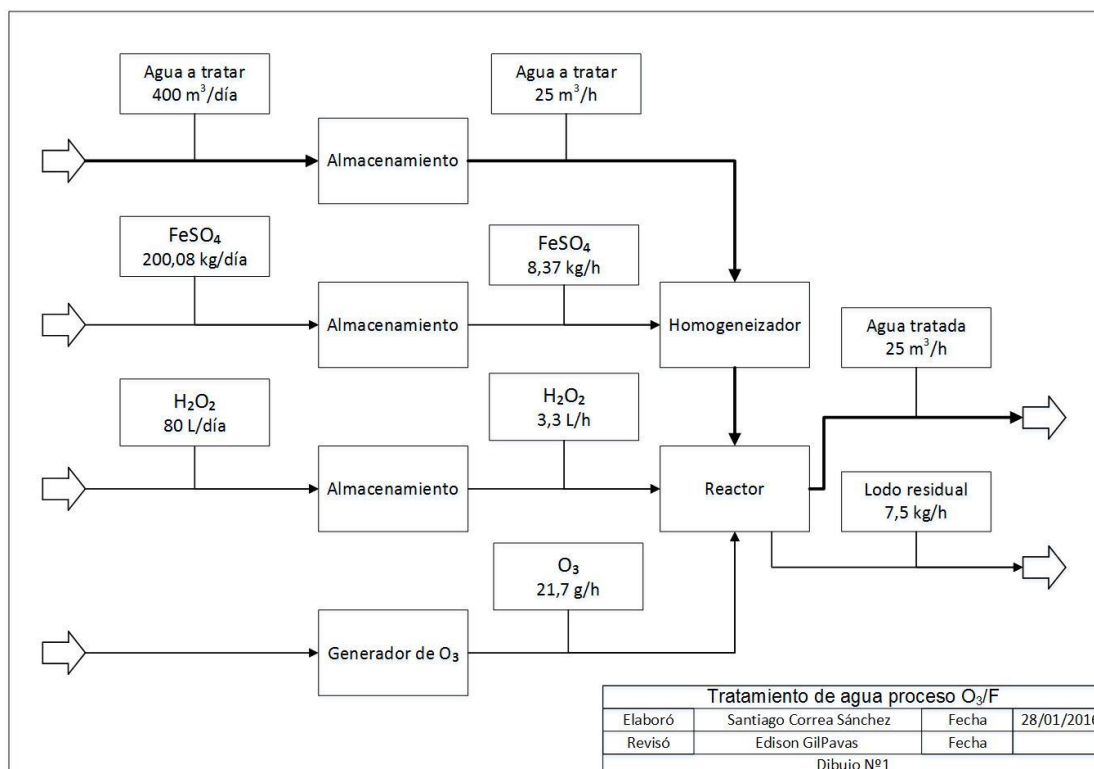 Agua a tratar
400 m³/día
Agua a tratar
25 m³/h
Almacenamiento
FeSO₄
200,08 kg/día
FeSO₄
8,37 kg/h
Almacenamiento
Homogeneizador
Agua tratada
25 m³/h
H₂O₂
80 L/día
H₂O₂
3,3 L/h
Almacenamiento
Reactor
Lodo residual
7,5 kg/h
O₃
21,7 g/h
Generador de O₃
Tratamiento de agua proceso O₃/F
Elaboró Santiago Correa Sánchez Fecha 28/01/2016
Revisó Edison GilPavas Fecha
Dibujo Nº1